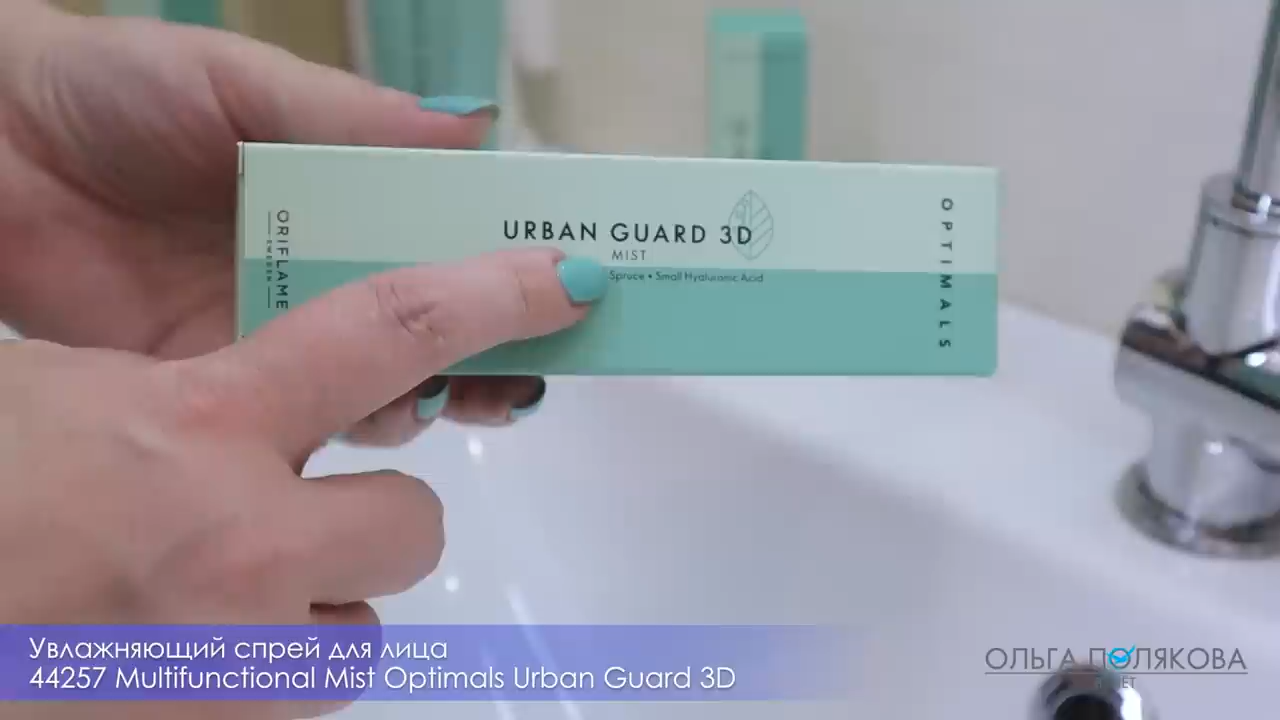 URBAN GUARD 3D
MIST
Spruce • Small Hyaluronic Acid
ORIFLAME
SWEDEN
OPTIMALS
Увлажняющий спрей для лица
44257 Multifunctional Mist Optimals Urban Guard 3D
ОЛЬГА ПОЛЯКОВА